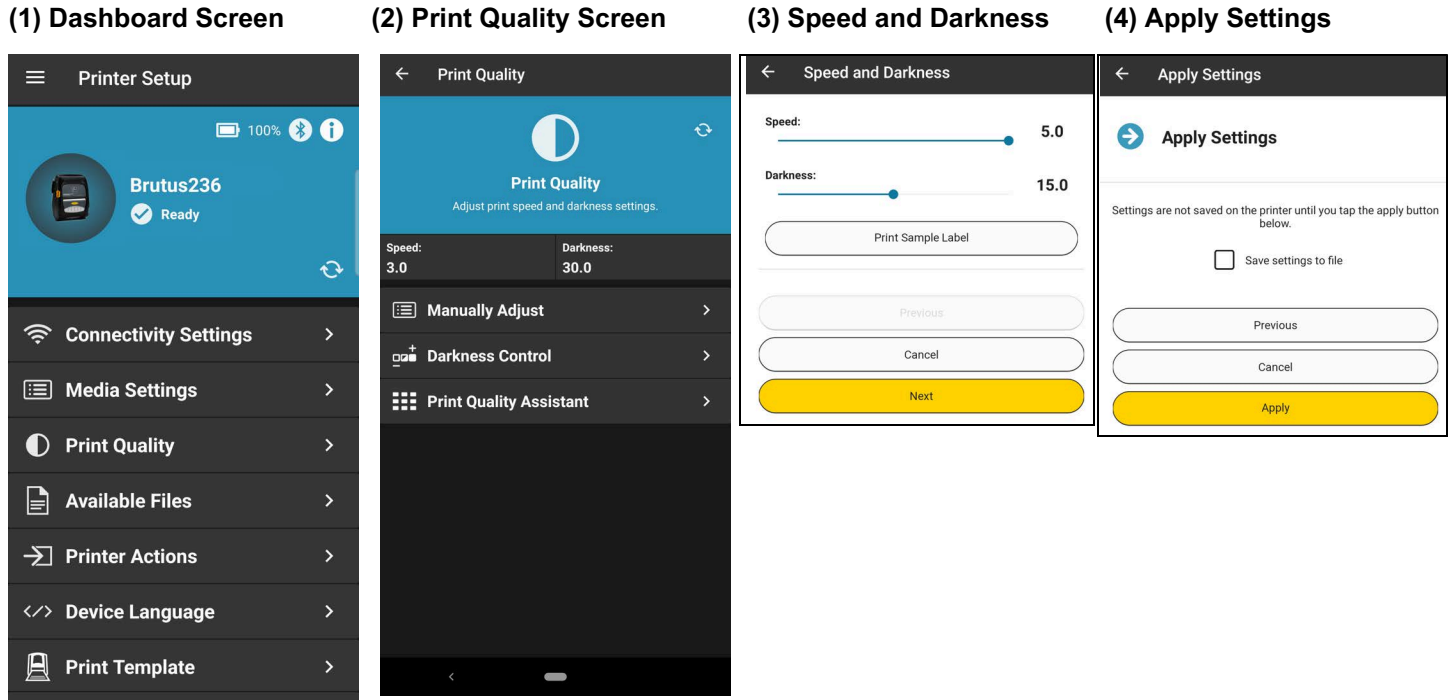 (1) Dashboard Screen
Printer Setup
100%
Brutus236
Ready
Connectivity Settings
Media Settings
Print Quality
Available Files
Printer Actions
Device Language
Print Template
(2) Print Quality Screen
Print Quality
Print Quality
Adjust print speed and darkness settings.
Speed:
3.0
Darkness:
30.0
Manually Adjust
Darkness Control
Print Quality Assistant
(3) Speed and Darkness
Speed and Darkness
Speed:
5.0
Darkness:
15.0
Print Sample Label
Previous
Cancel
Next
(4) Apply Settings
Apply Settings
Apply Settings
Settings are not saved on the printer until you tap the apply button
below.
Save settings to file
Previous
Cancel
Apply